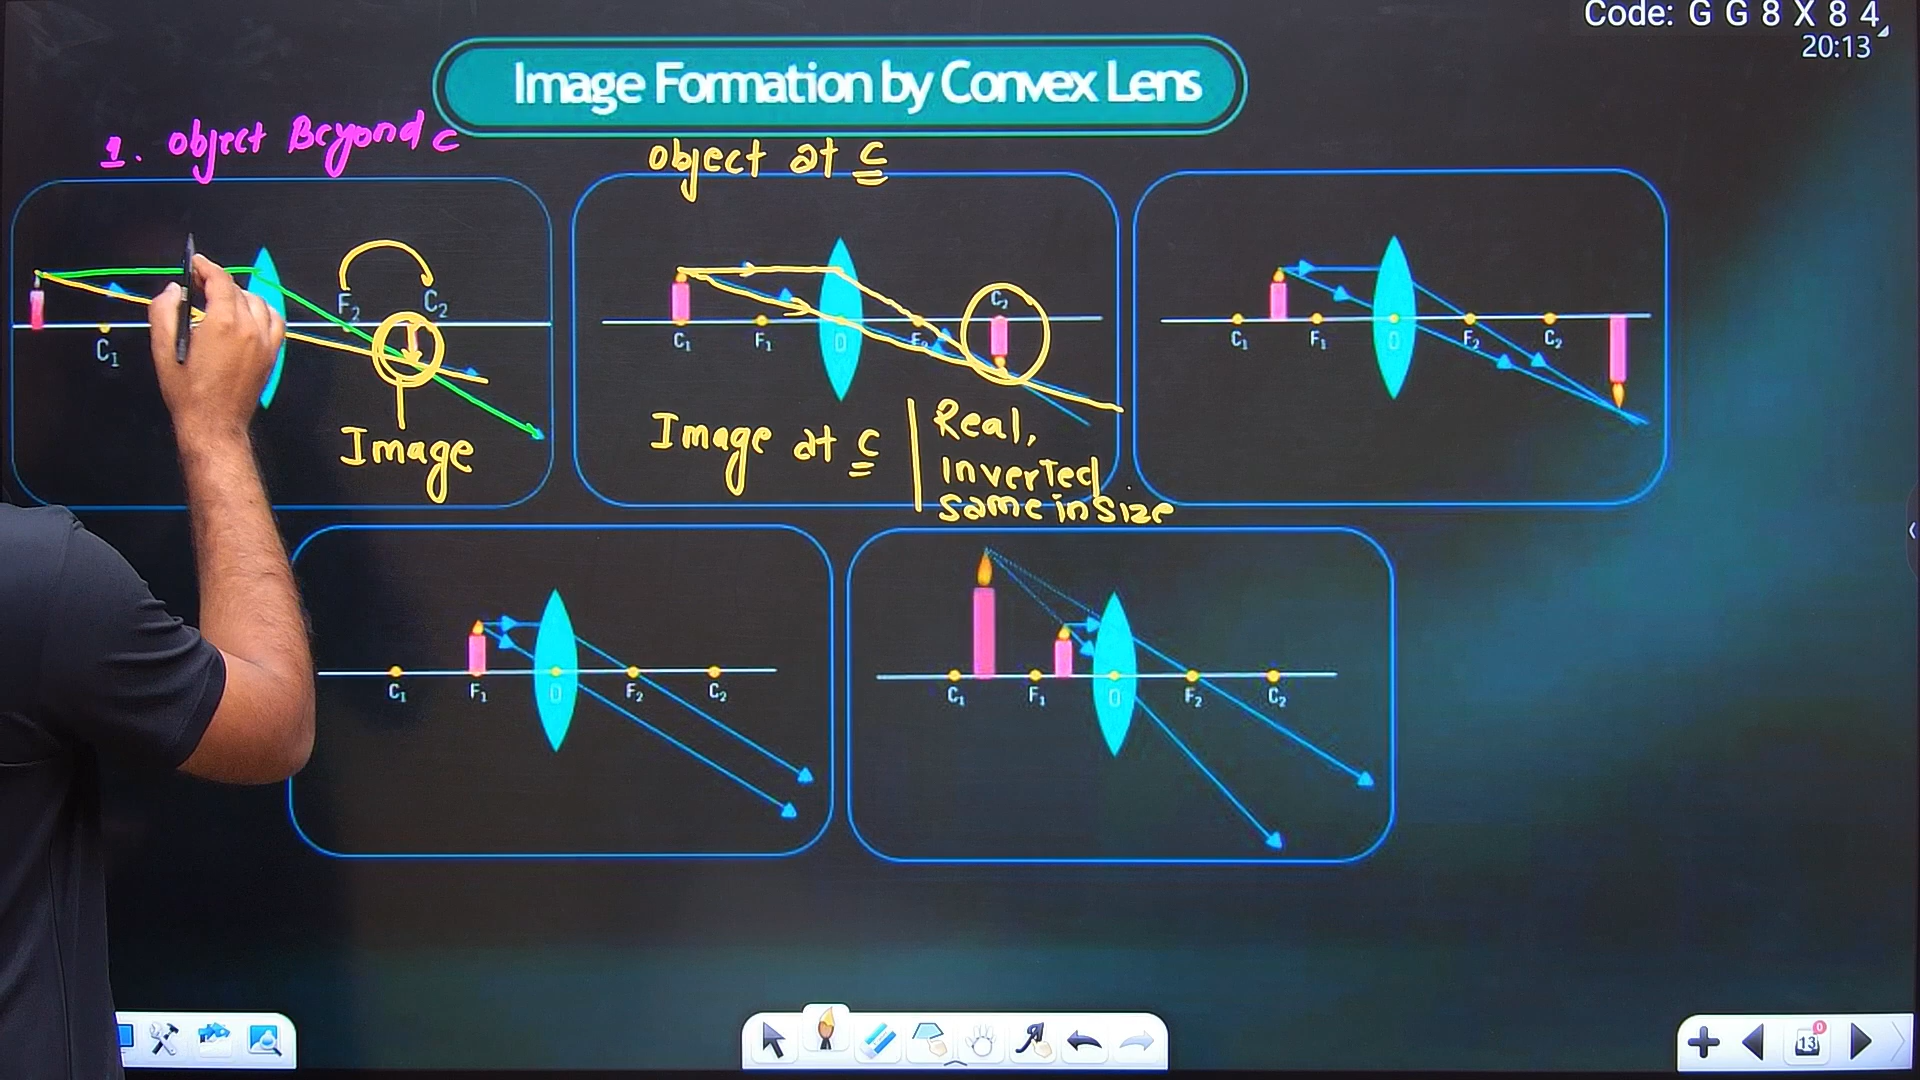 Code: G G 8 X 8 4
20:13
Image Formation by Convex Lens
1. object Beyond C
object at C
F₂ C₂
C₁
Image
C₂
C₁ F₁ O F₂
Image at C
Real,
inverted
same in size
C₁ F₁ O F₂ C₂
C₁ F₁ O F₂ C₂
C₁ F₁ O F₂ C₂
13
0